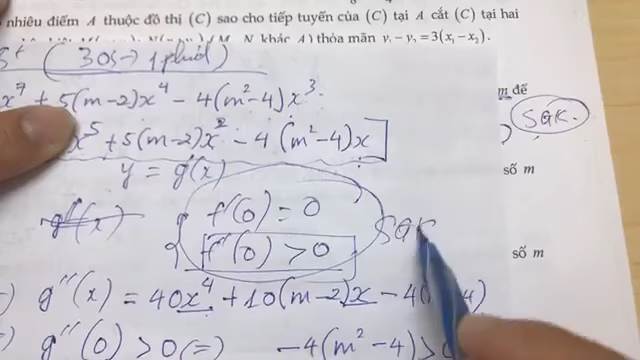 nhiêu điểm A thuộc đồ thị (C) sao cho tiếp tuyến của (C) tại A cắt (C) tại hai
khác A) thỏa mãn y₁ - y₂ = 3(x₁ - x₂).
(30s → 1 phút)
m để
x⁷ + 5(m-2)x⁴ - 4(m²-4)x³
SGK.
x⁵ + 5(m-2)x² - 4(m²-4)x]
số m
y = g(x)
f'(0) = 0
g''(x)
SGK
f''(0) > 0
số m
g''(x) = 40x⁴ + 10(m-2)x - 4
g''(0) > 0 (=) -4(m²-4) >